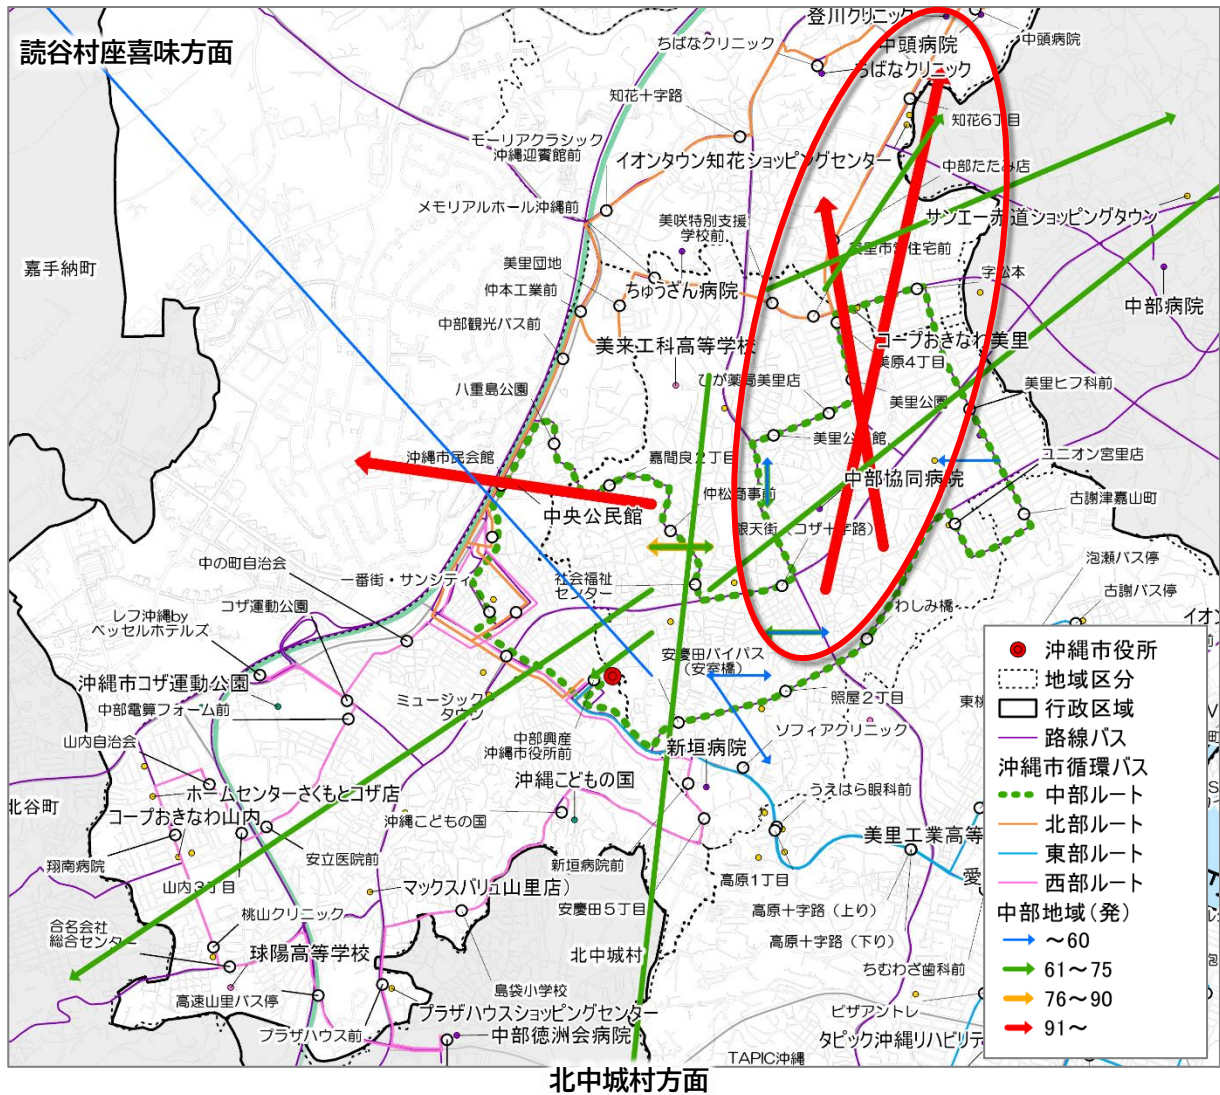 読谷村座喜味方面
登川クリニック
中頭病院
中頭病院
ちばなクリニック
ちばなクリニック
知花十字路
知花6丁目
モーリアクラシック
沖縄迎賓館前
イオンタウン知花ショッピングセンター
中部たたみ店
メモリアルホール沖縄前
美咲特別支援
学校前
サンエー赤道ショッピングタウン
嘉手納町
美里団地
美里市営住宅前
字松本
仲本工業前
ちゅうざん病院
中部病院
中部観光バス前
美来工科高等学校
コープおきなわ美里
美原4丁目
八重島公園
ひが薬局美里店
美里公園
美里ヒフ科前
美里公民館
沖縄市民会館
嘉間良2丁目
ユニオン宮里店
中部協同病院
仲松商事前
古謝津嘉山町
中央公民館
銀天街（コザ十字路）
中の町自治会
一番街・サンシティ
社会福祉
センター
泡瀬バス停
古謝バス停
コザ運動公園
わしみ橋
レフ沖縄by
ベッセルホテルズ
安慶田バイパス
（安室橋）
沖縄市コザ運動公園
ミュージック
タウン
照屋2丁目
中部電算フォーム前
山内自治会
中部興産
沖縄市役所前
新垣病院
ソフィアクリニック
沖縄こどもの国
ホームセンターさくもとコザ店
北谷町
コープおきなわ山内
沖縄こどもの国
うえはら眼科前
美里工業高等
翔南病院
安立医院前
新垣病院前
高原1丁目
山内3丁目
マックスバリュ山里店）
安慶田5丁目
高原十字路（上り）
桃山クリニック
合名会社
総合センター
球陽高等学校
北中城村
高原十字路（下り）
ちむわざ歯科前
高速山里バス停
島袋小学校
プラザハウスショッピングセンター
ビザアントレ
プラザハウス前
中部徳洲会病院
タピック沖縄リハビリテ
TAPIC沖縄
北中城村方面
沖縄市役所
地域区分
行政区域
路線バス
沖縄市循環バス
中部ルート
北部ルート
東部ルート
西部ルート
中部地域（発）
～60
61～75
76～90
91～